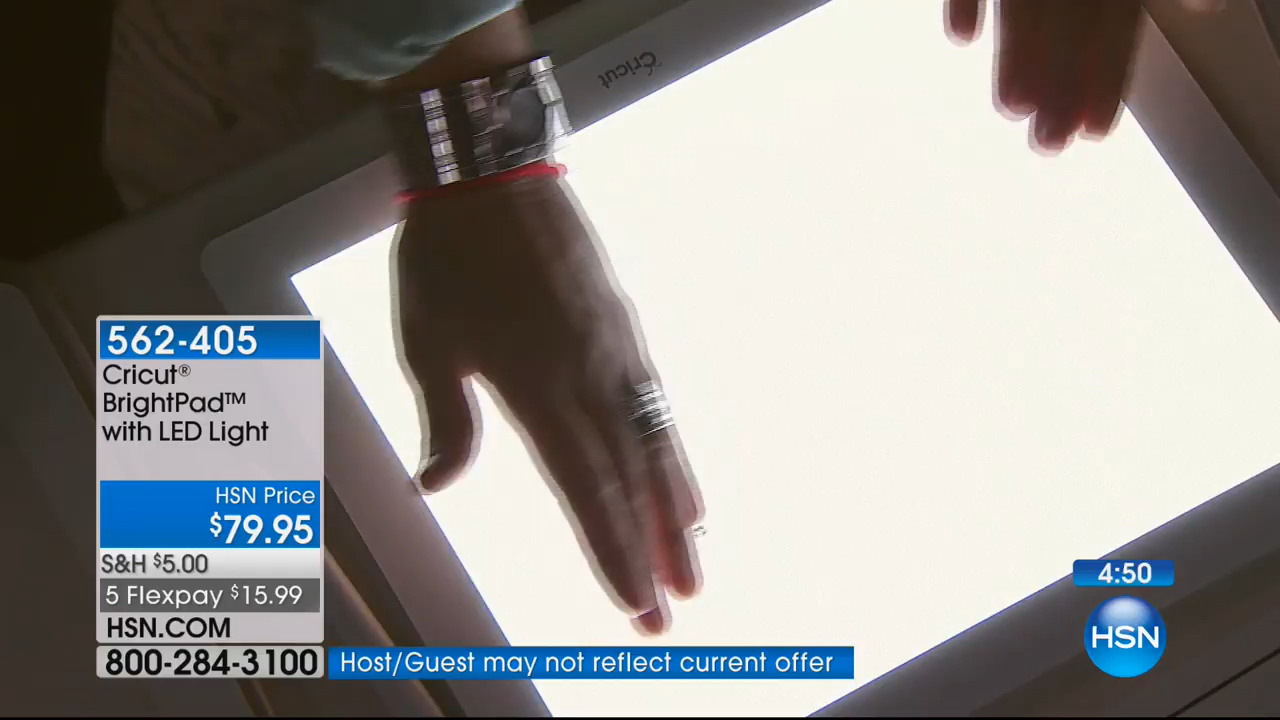 Cricut
562-405
Cricut®
BrightPad™
with LED Light
HSN Price
$79.95
S&H $5.00
5 Flexpay $15.99
HSN.COM
800-284-3100
Host/Guest may not reflect current offer
4:50
HSN